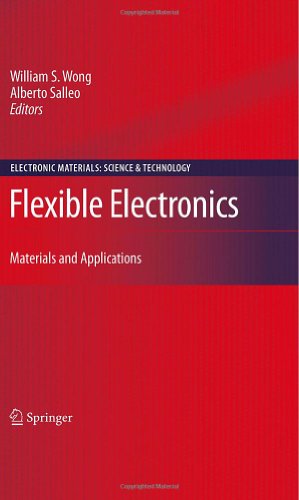 William S. Wong
Alberto Salleo
Editors
ELECTRONIC MATERIALS: SCIENCE & TECHNOLOGY
Flexible Electronics
Materials and Applications
Springer